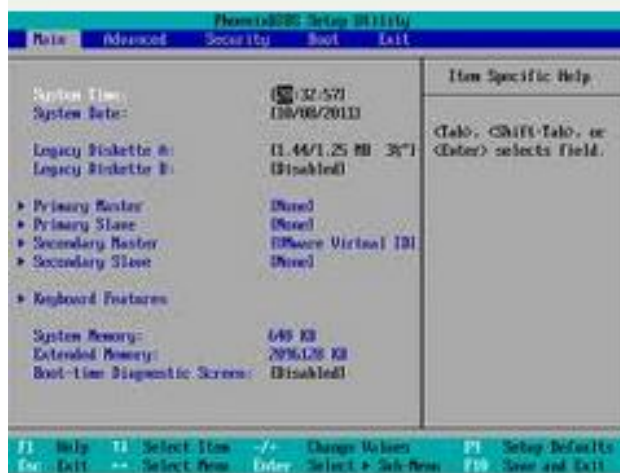 PhoenixBIOS Setup Utility
Main Advanced Security Boot Exit
System Time: :32:57]
System Date: [10/08/2011]
Legacy Diskette A: [1.44/1.25 MB 3½"]
Legacy Diskette B: [Disabled]
Primary Master [None]
Primary Slave [None]
Secondary Master [VMware Virtual ID]
Secondary Slave [None]
Keyboard Features
System Memory: 640 KB
Extended Memory: 2096128 KB
Boot-time Diagnostic Screen: [Disabled]
Item Specific Help
<Tab>, <Shift-Tab>, or
<Enter> selects field.
F1 Help ↑↓ Select Item -/+ Change Values F9 Setup Defaults
Esc Exit ↔ Select Menu Enter Select ▶ Sub-Menu F10 Save and Exit